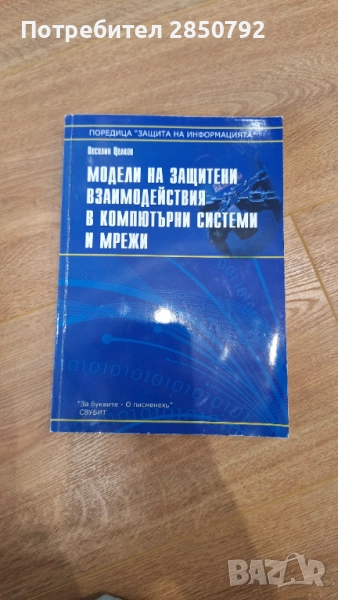 Потребител 2850792
ПОРЕДИЦА "ЗАЩИТА НА ИНФОРМАЦИЯТА"
Веселин Целков
МОДЕЛИ НА ЗАЩИТЕНИ
ВЗАИМОДЕЙСТВИЯ
В КОМПЮТЪРНИ СИСТЕМИ
И МРЕЖИ
"За буквите - О писменехь"
СВУБИТ
BAZAR